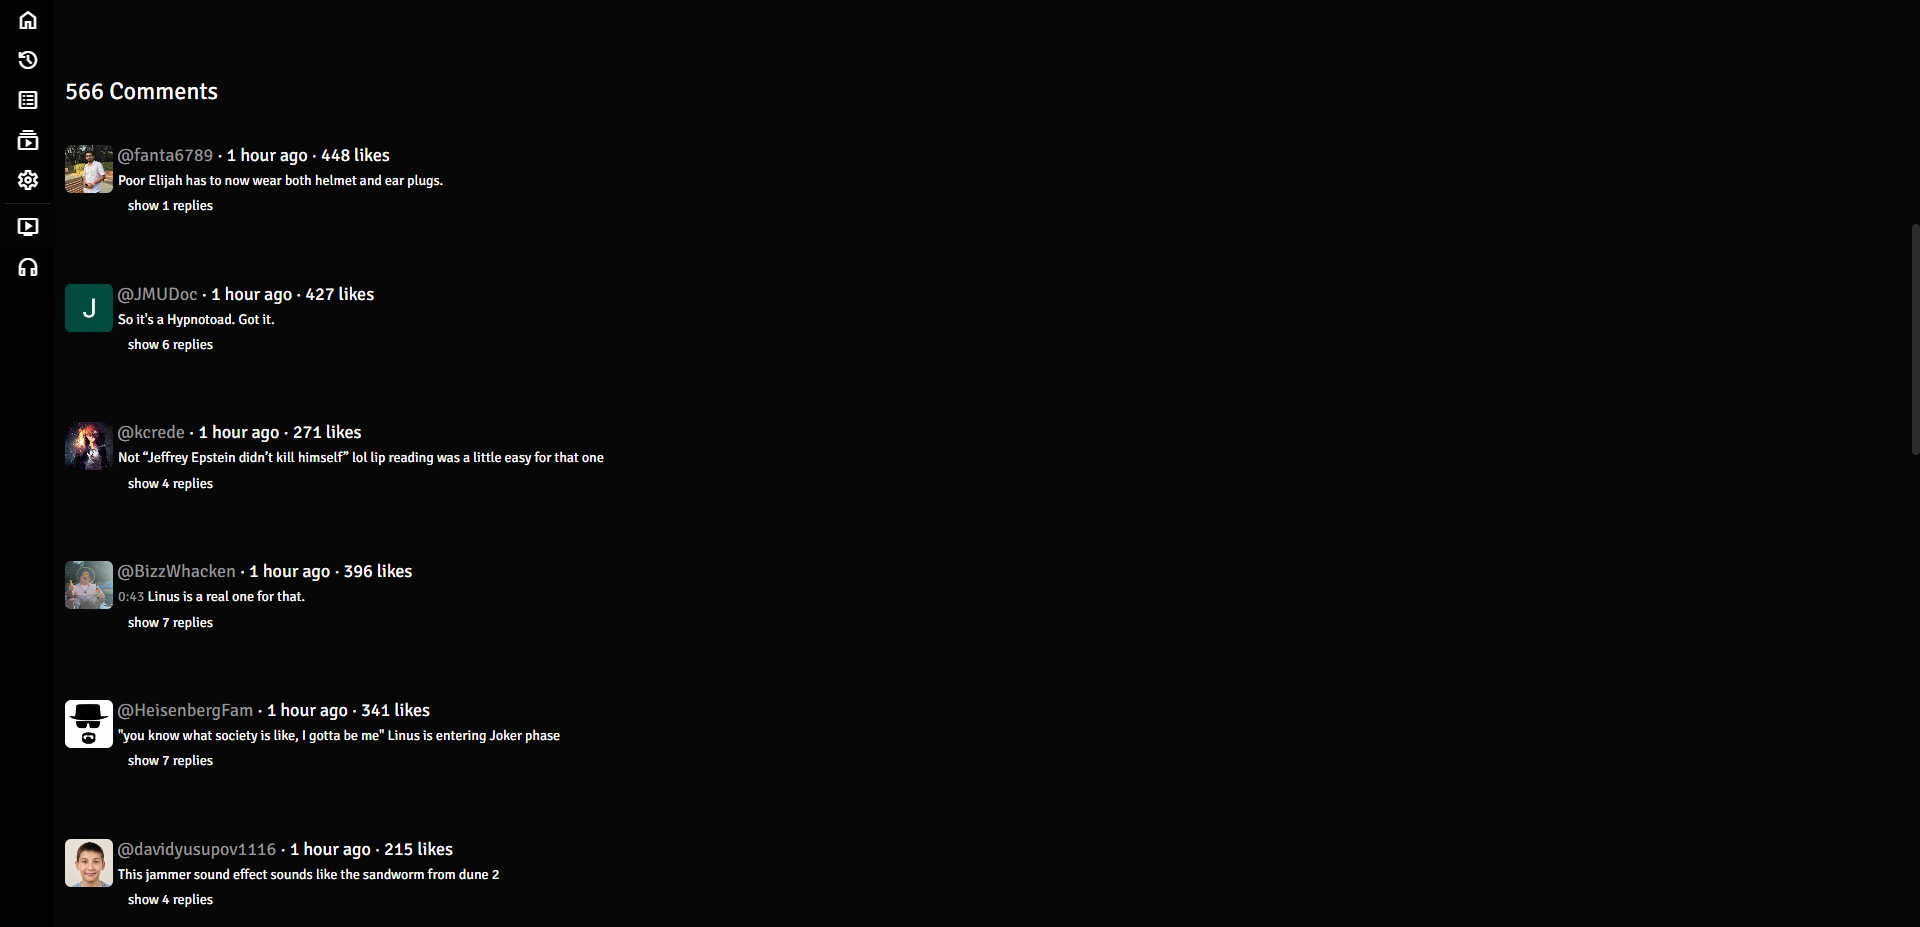 566 Comments
@fanta6789 · 1 hour ago · 448 likes
Poor Elijah has to now wear both helmet and ear plugs.
show 1 replies
J
@JMUDoc · 1 hour ago · 427 likes
So it's a Hypnotoad. Got it.
show 6 replies
@kcrede · 1 hour ago · 271 likes
Not “Jeffrey Epstein didn’t kill himself” lol lip reading was a little easy for that one
show 4 replies
@BizzWhacken · 1 hour ago · 396 likes
0:43 Linus is a real one for that.
show 7 replies
@HeisenbergFam · 1 hour ago · 341 likes
"you know what society is like, I gotta be me" Linus is entering Joker phase
show 7 replies
@davidyusupov1116 · 1 hour ago · 215 likes
This jammer sound effect sounds like the sandworm from dune 2
show 4 replies